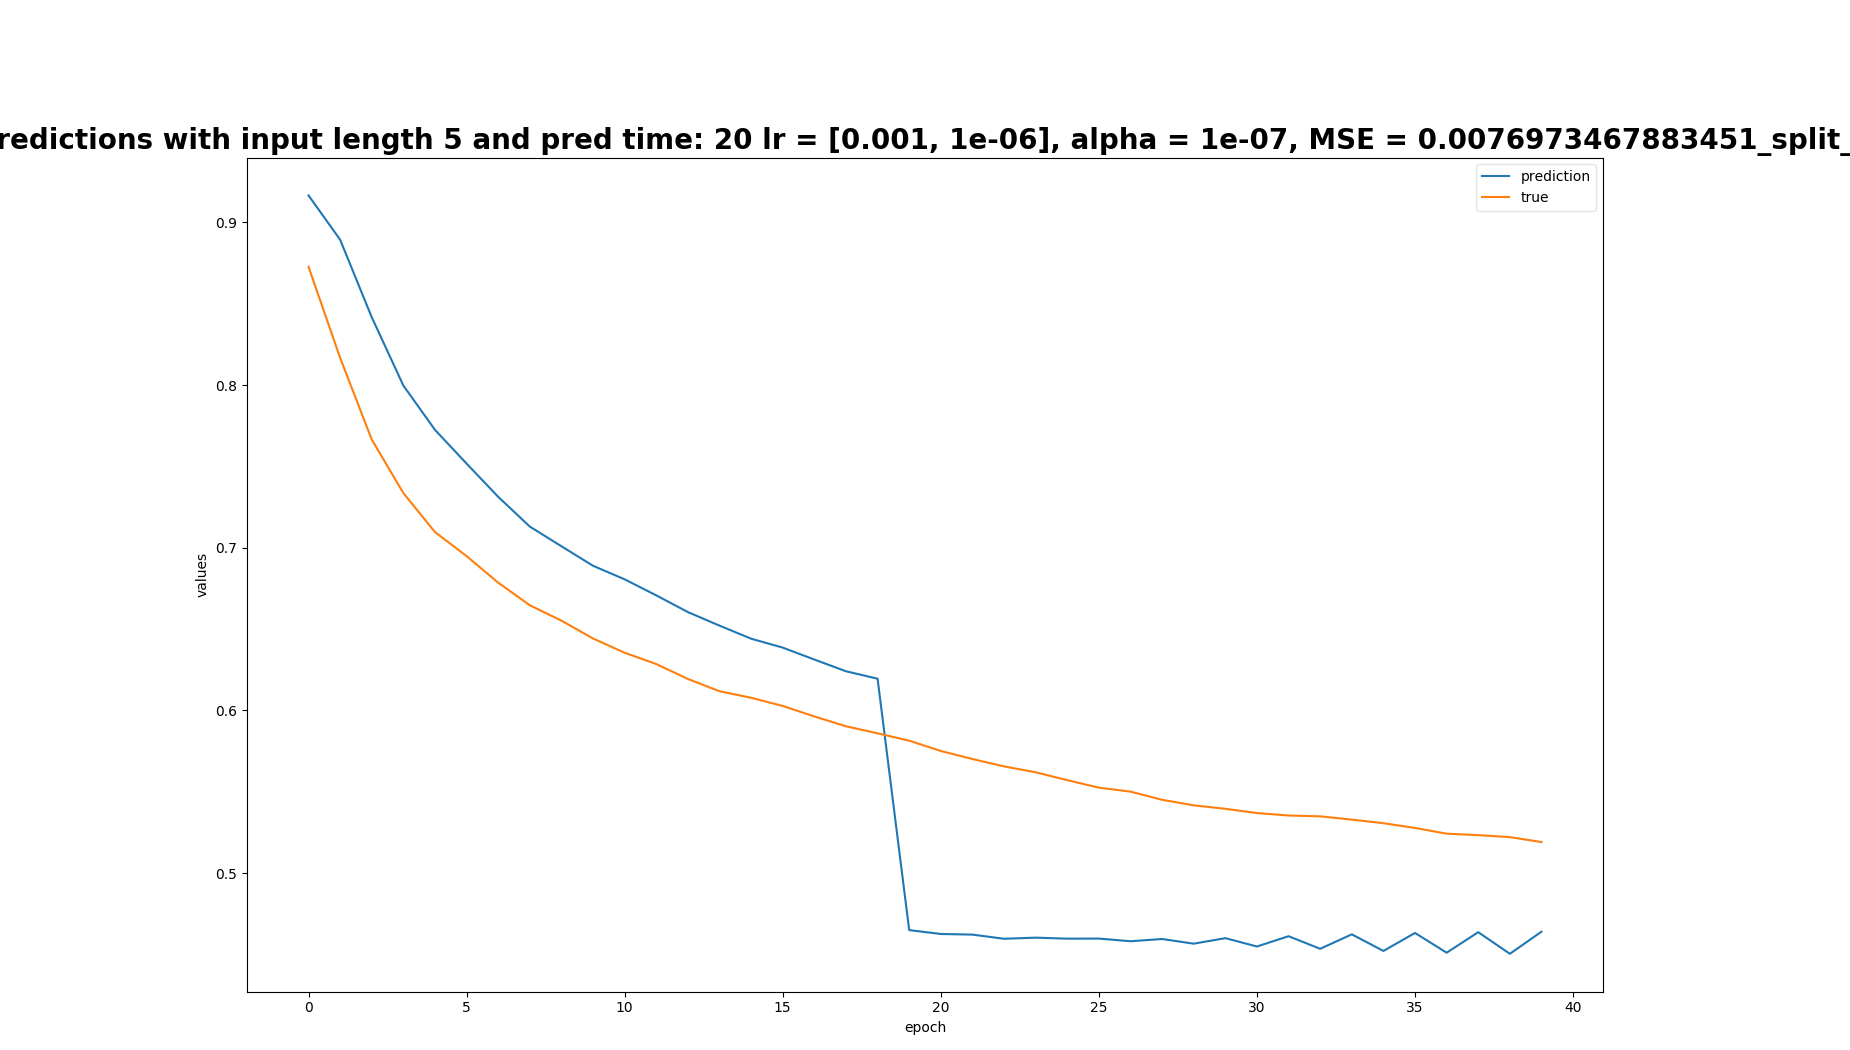 redictions with input length 5 and pred time: 20 lr = [0.001, 1e-06], alpha = 1e-07, MSE = 0.0076973467883451_split_
prediction
true
0.9
0.8
0.7
0.6
0.5
values
0 5 10 15 20 25 30 35 40
epoch